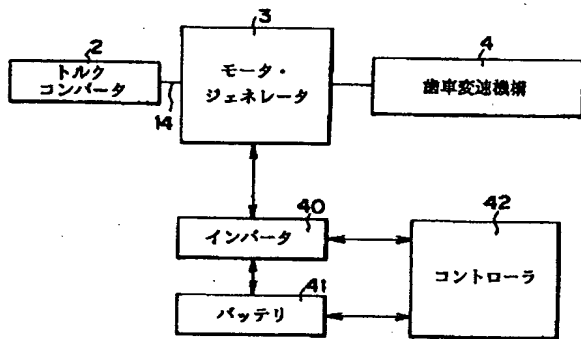 2
トルク
コンバータ
14
3
モータ・
ジェネレータ
4
歯車変速機構
40
インバータ
41
バッテリ
42
コントローラ